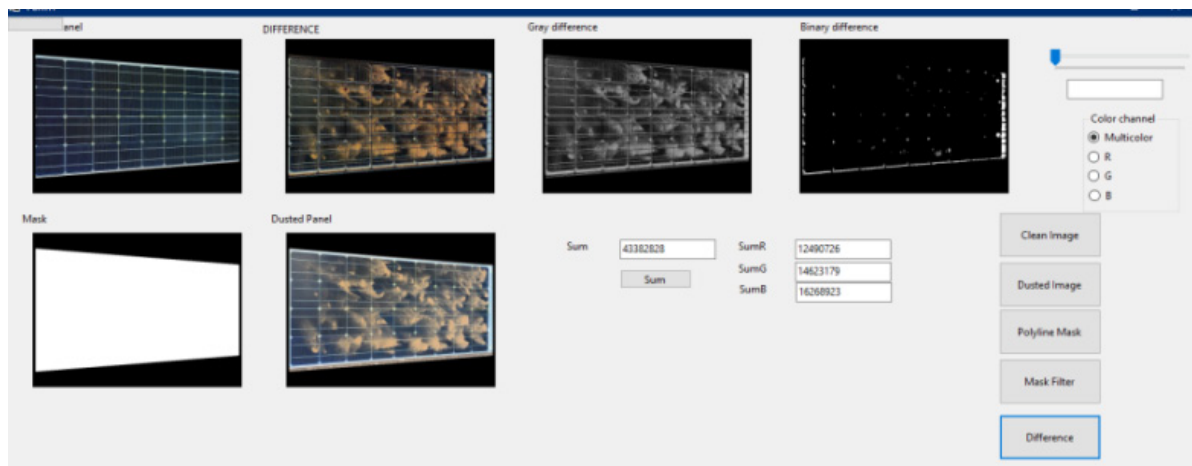 anel
DIFFERENCE
Gray difference
Binary difference
Color channel
Multicolor
R
G
B
Mask
Dusted Panel
Sum
43382828
SumR
12490726
Sum
SumG
14623179
SumB
16268923
Clean Image
Dusted Image
Polyline Mask
Mask Filter
Difference